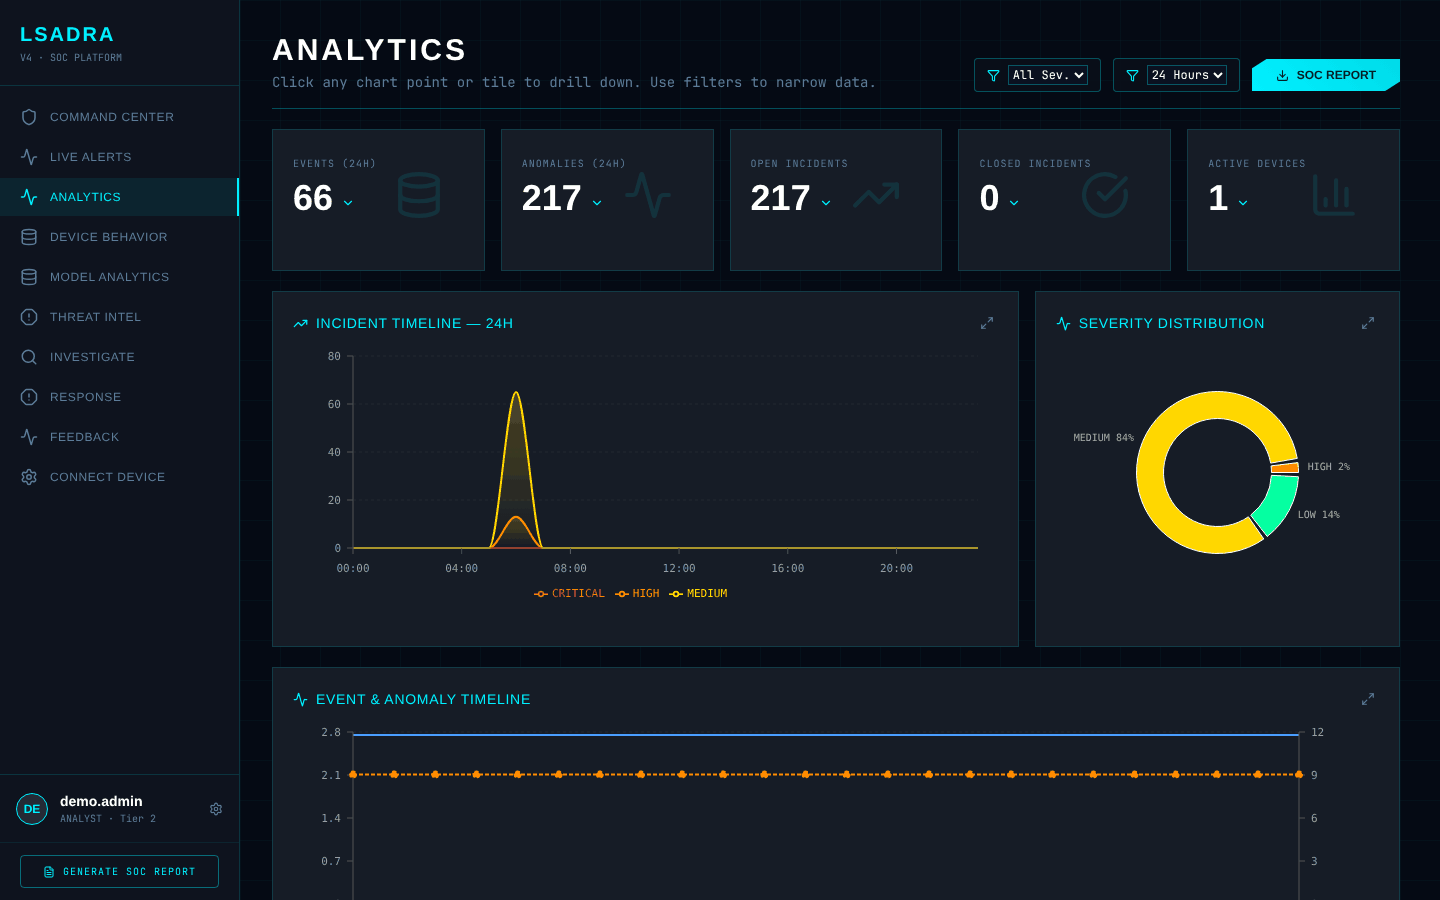 LSADRA
V4 · SOC PLATFORM
COMMAND CENTER
LIVE ALERTS
ANALYTICS
DEVICE BEHAVIOR
MODEL ANALYTICS
THREAT INTEL
INVESTIGATE
RESPONSE
FEEDBACK
CONNECT DEVICE
DE
demo.admin
ANALYST · Tier 2
GENERATE SOC REPORT
ANALYTICS
Click any chart point or tile to drill down. Use filters to narrow data.
All Sev.
24 Hours
SOC REPORT
EVENTS (24H)
66
ANOMALIES (24H)
217
OPEN INCIDENTS
217
CLOSED INCIDENTS
0
ACTIVE DEVICES
1
INCIDENT TIMELINE — 24H
80
60
40
20
0
00:00 04:00 08:00 12:00 16:00 20:00
CRITICAL HIGH MEDIUM
SEVERITY DISTRIBUTION
MEDIUM 84%
HIGH 2%
LOW 14%
EVENT & ANOMALY TIMELINE
2.8 12
2.1 9
1.4 6
0.7 3